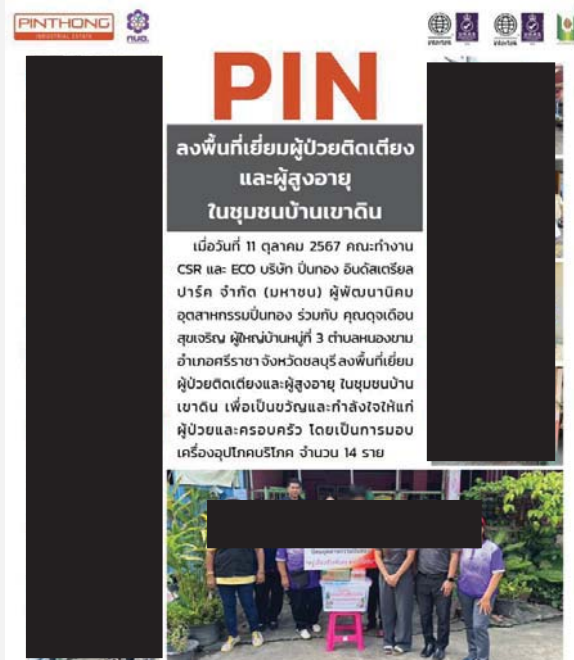 PINTHONG
INDUSTRIAL ESTATE
กนอ.
intertek
UKAS
intertek
UKAS
PIN
ลงพื้นที่เยี่ยมผู้ป่วยติดเตียง
และผู้สูงอายุ
ในชุมชนบ้านเขาดิน
เมื่อวันที่ 11 ตุลาคม 2567 คณะทำงาน
CSR และ ECO บริษัท ปิ่นทอง อินดัสเตรียล
ปาร์ค จำกัด (มหาชน) ผู้พัฒนานิคม
อุตสาหกรรมปิ่นทอง ร่วมกับ คุณดุจเดือน
สุขเจริญ ผู้ใหญ่บ้านหมู่ที่ 3 ตำบลหนองขาม
อำเภอศรีราชา จังหวัดชลบุรี ลงพื้นที่เยี่ยม
ผู้ป่วยติดเตียงและผู้สูงอายุ ในชุมชนบ้าน
เขาดิน เพื่อเป็นขวัญและกำลังใจให้แก่
ผู้ป่วยและครอบครัว โดยเป็นการมอบ
เครื่องอุปโภคบริโภค จำนวน 14 ราย